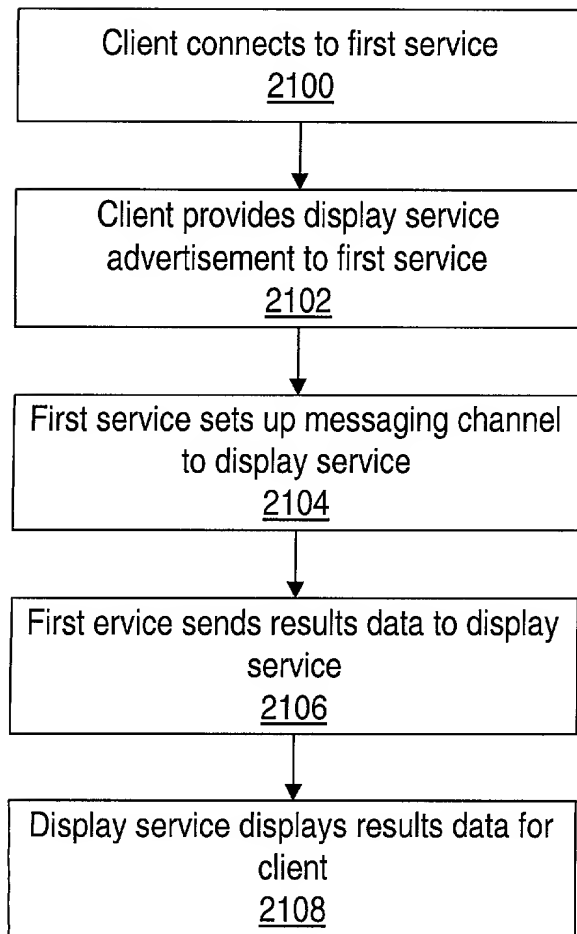 Client connects to first service
2100
Client provides display service
advertisement to first service
2102
First service sets up messaging channel
to display service
2104
First ervice sends results data to display
service
2106
Display service displays results data for
client
2108